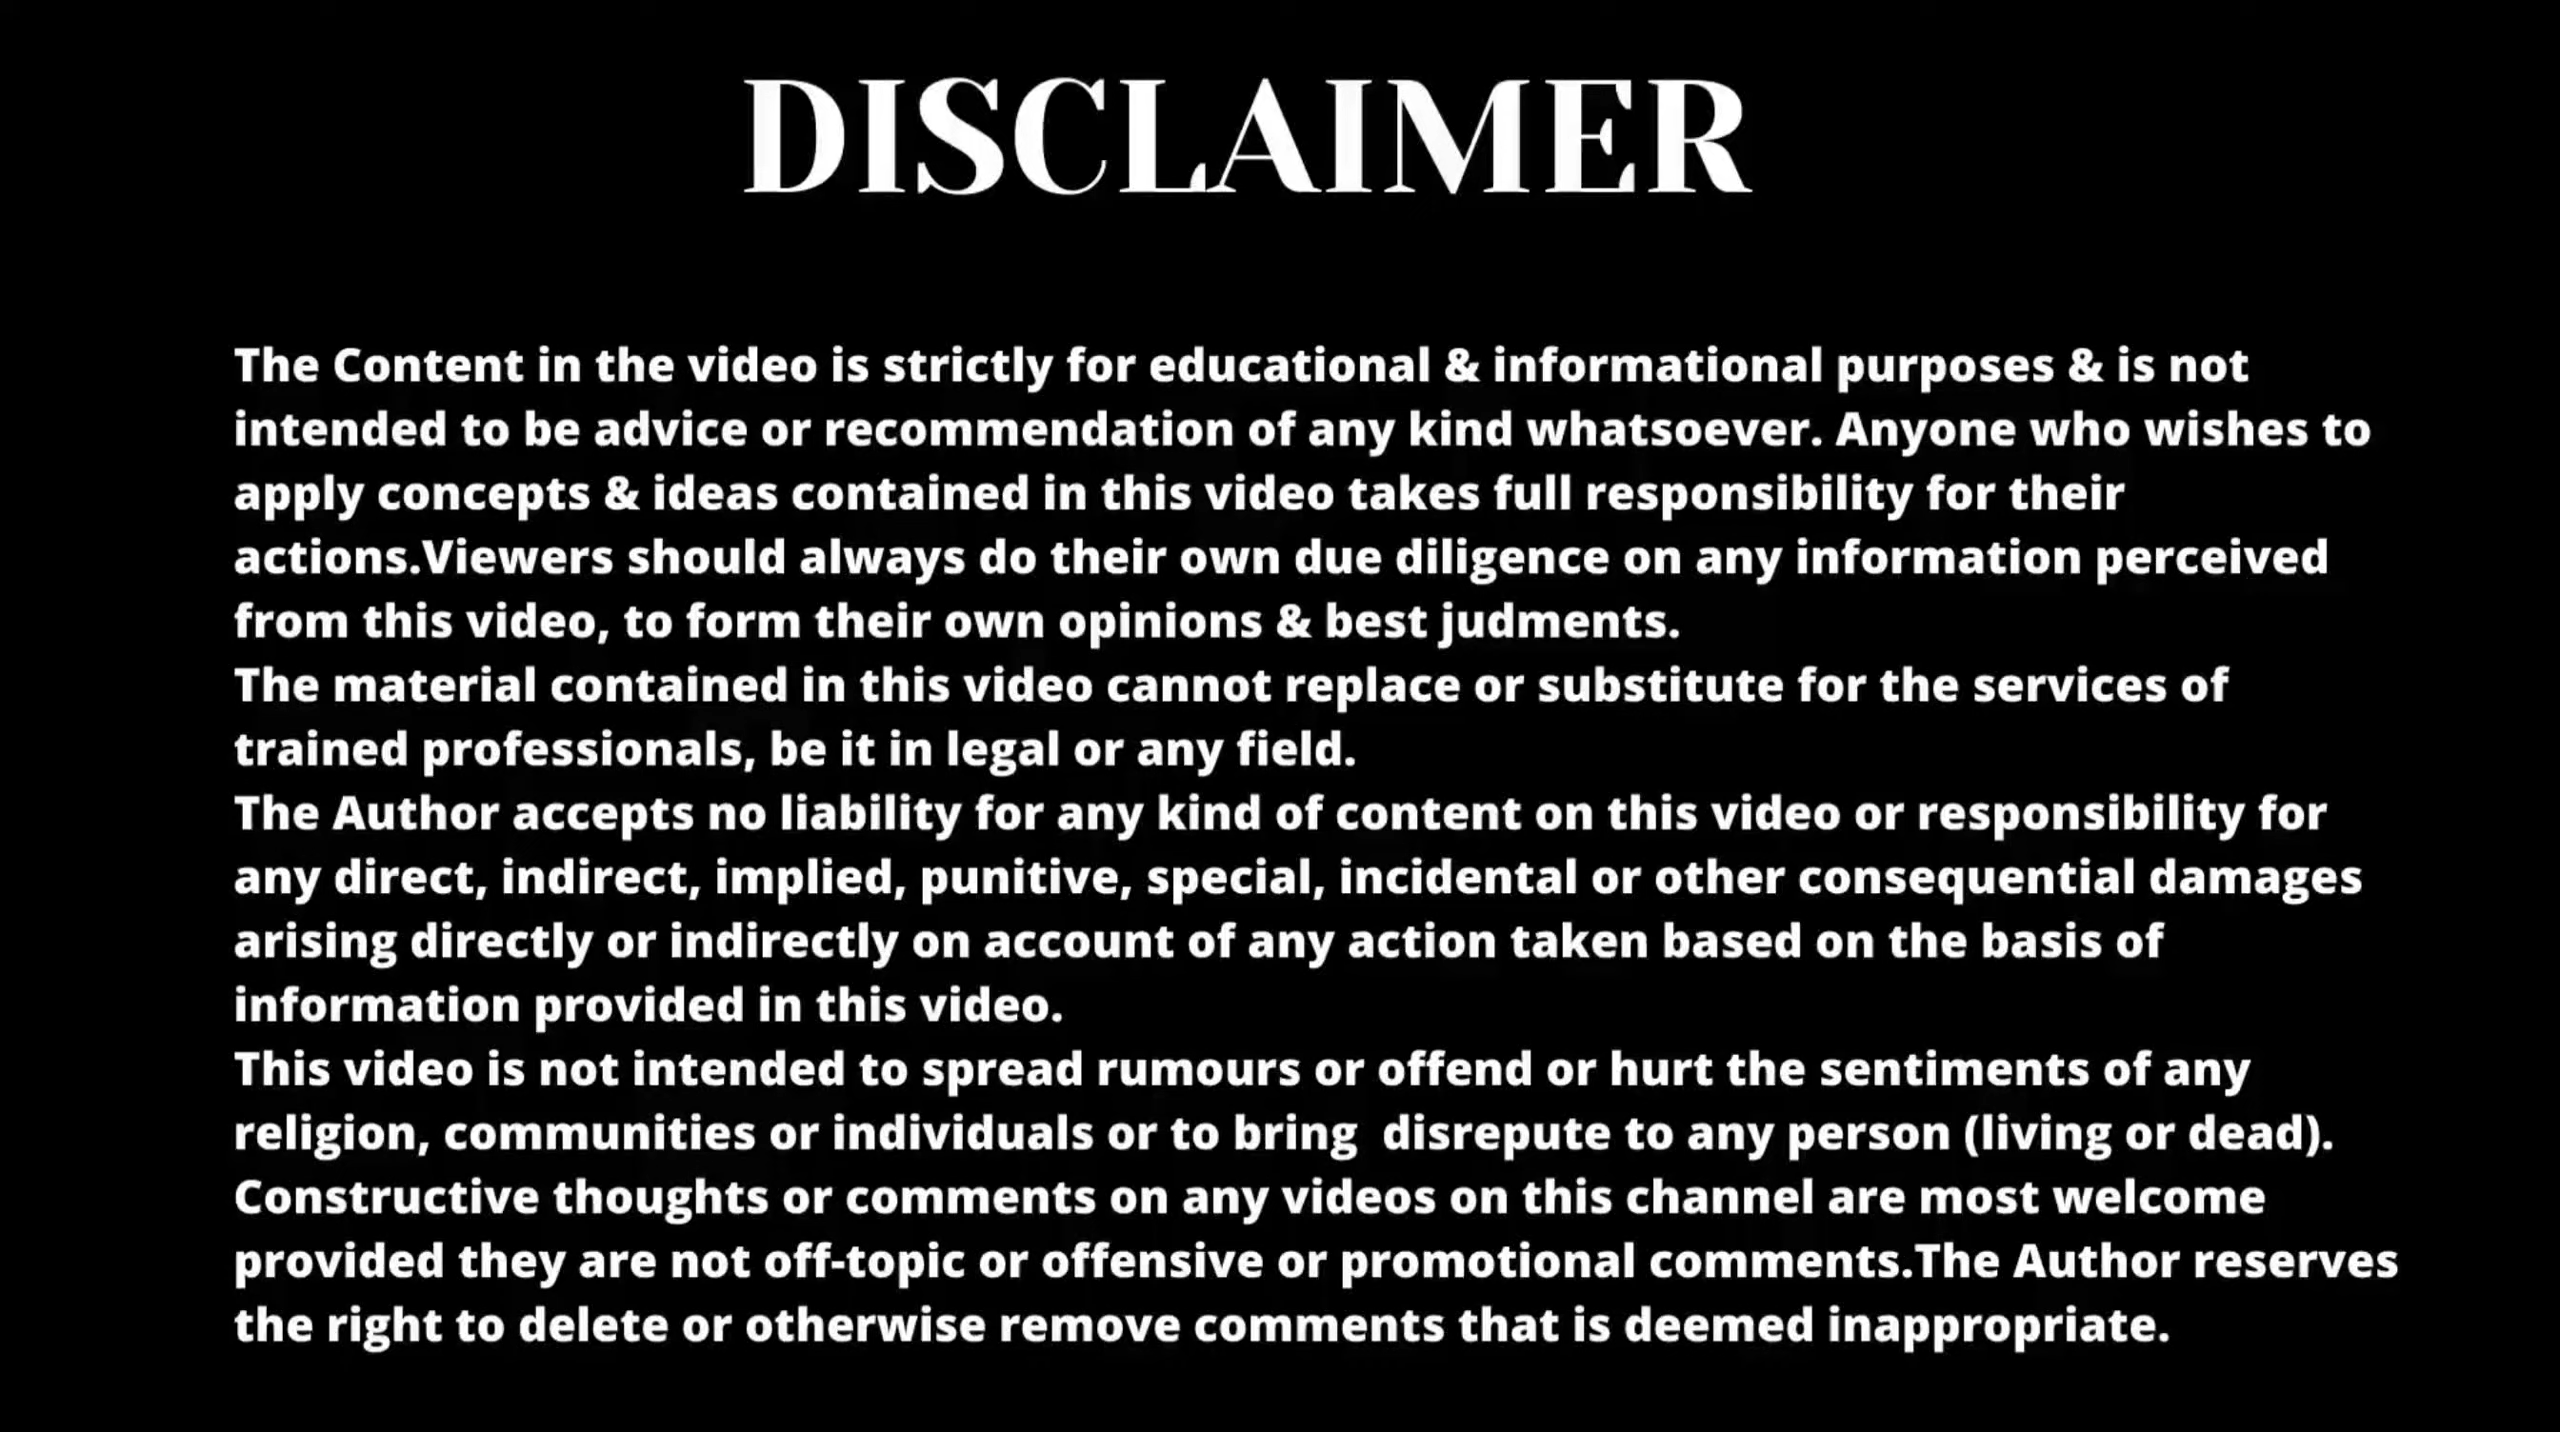 DISCLAIMER
The Content in the video is strictly for educational & informational purposes & is not
intended to be advice or recommendation of any kind whatsoever. Anyone who wishes to
apply concepts & ideas contained in this video takes full responsibility for their
actions.Viewers should always do their own due diligence on any information perceived
from this video, to form their own opinions & best judments.
The material contained in this video cannot replace or substitute for the services of
trained professionals, be it in legal or any field.
The Author accepts no liability for any kind of content on this video or responsibility for
any direct, indirect, implied, punitive, special, incidental or other consequential damages
arising directly or indirectly on account of any action taken based on the basis of
information provided in this video.
This video is not intended to spread rumours or offend or hurt the sentiments of any
religion, communities or individuals or to bring  disrepute to any person (living or dead).
Constructive thoughts or comments on any videos on this channel are most welcome
provided they are not off-topic or offensive or promotional comments.The Author reserves
the right to delete or otherwise remove comments that is deemed inappropriate.